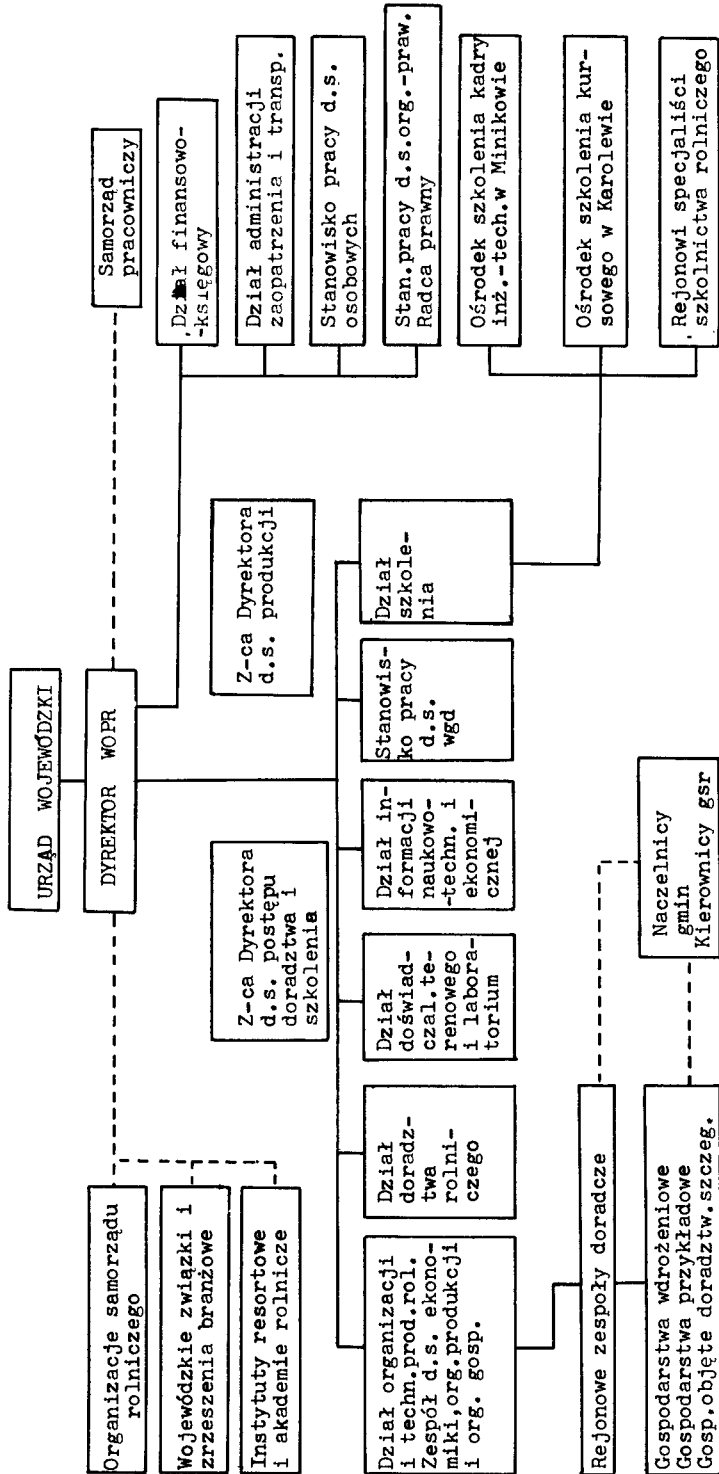 URZĄD WOJEWÓDZKI
DYREKTOR WOPR
Samorząd
pracowniczy
Organizacje samorządu
rolniczego
Wojewódzkie związki i
zrzeszenia branżowe
Instytuty resortowe
i akademie rolnicze
Z-ca Dyrektora
d.s. postępu
doradztwa i
szkolenia
Z-ca Dyrektora
d.s. produkcji
Dział finansowo-
-księgowy
Dział administracji
zaopatrzenia i transp.
Stanowisko pracy d.s.
osobowych
Stan.pracy d.s.org.-praw.
Radca prawny
Dział organizacji
i techn.prod.rol.
Zespół d.s. ekono-
miki,org.produkcji
i org. gosp.
Dział
doradz-
twa
rolni-
czego
Dział
doświad-
czal.te-
renowego
i labora-
torium
Dział in-
formacji
naukowo-
-techn. i
ekonomi-
cznej
Stanowis-
ko pracy
d.s.
wgd
Dział
szkole-
nia
Ośrodek szkolenia kadry
inż.-tech.w Minikowie
Ośrodek szkolenia kur-
sowego w Karolewie
Rejonowi specjaliści
szkolnictwa rolniczego
Rejonowe zespoły doradcze
Gospodarstwa wdrożeniowe
Gospodarstwa przykładowe
Gosp.objęte doradztw.szczeg.
Naczelnicy
gmin
Kierownicy gsr